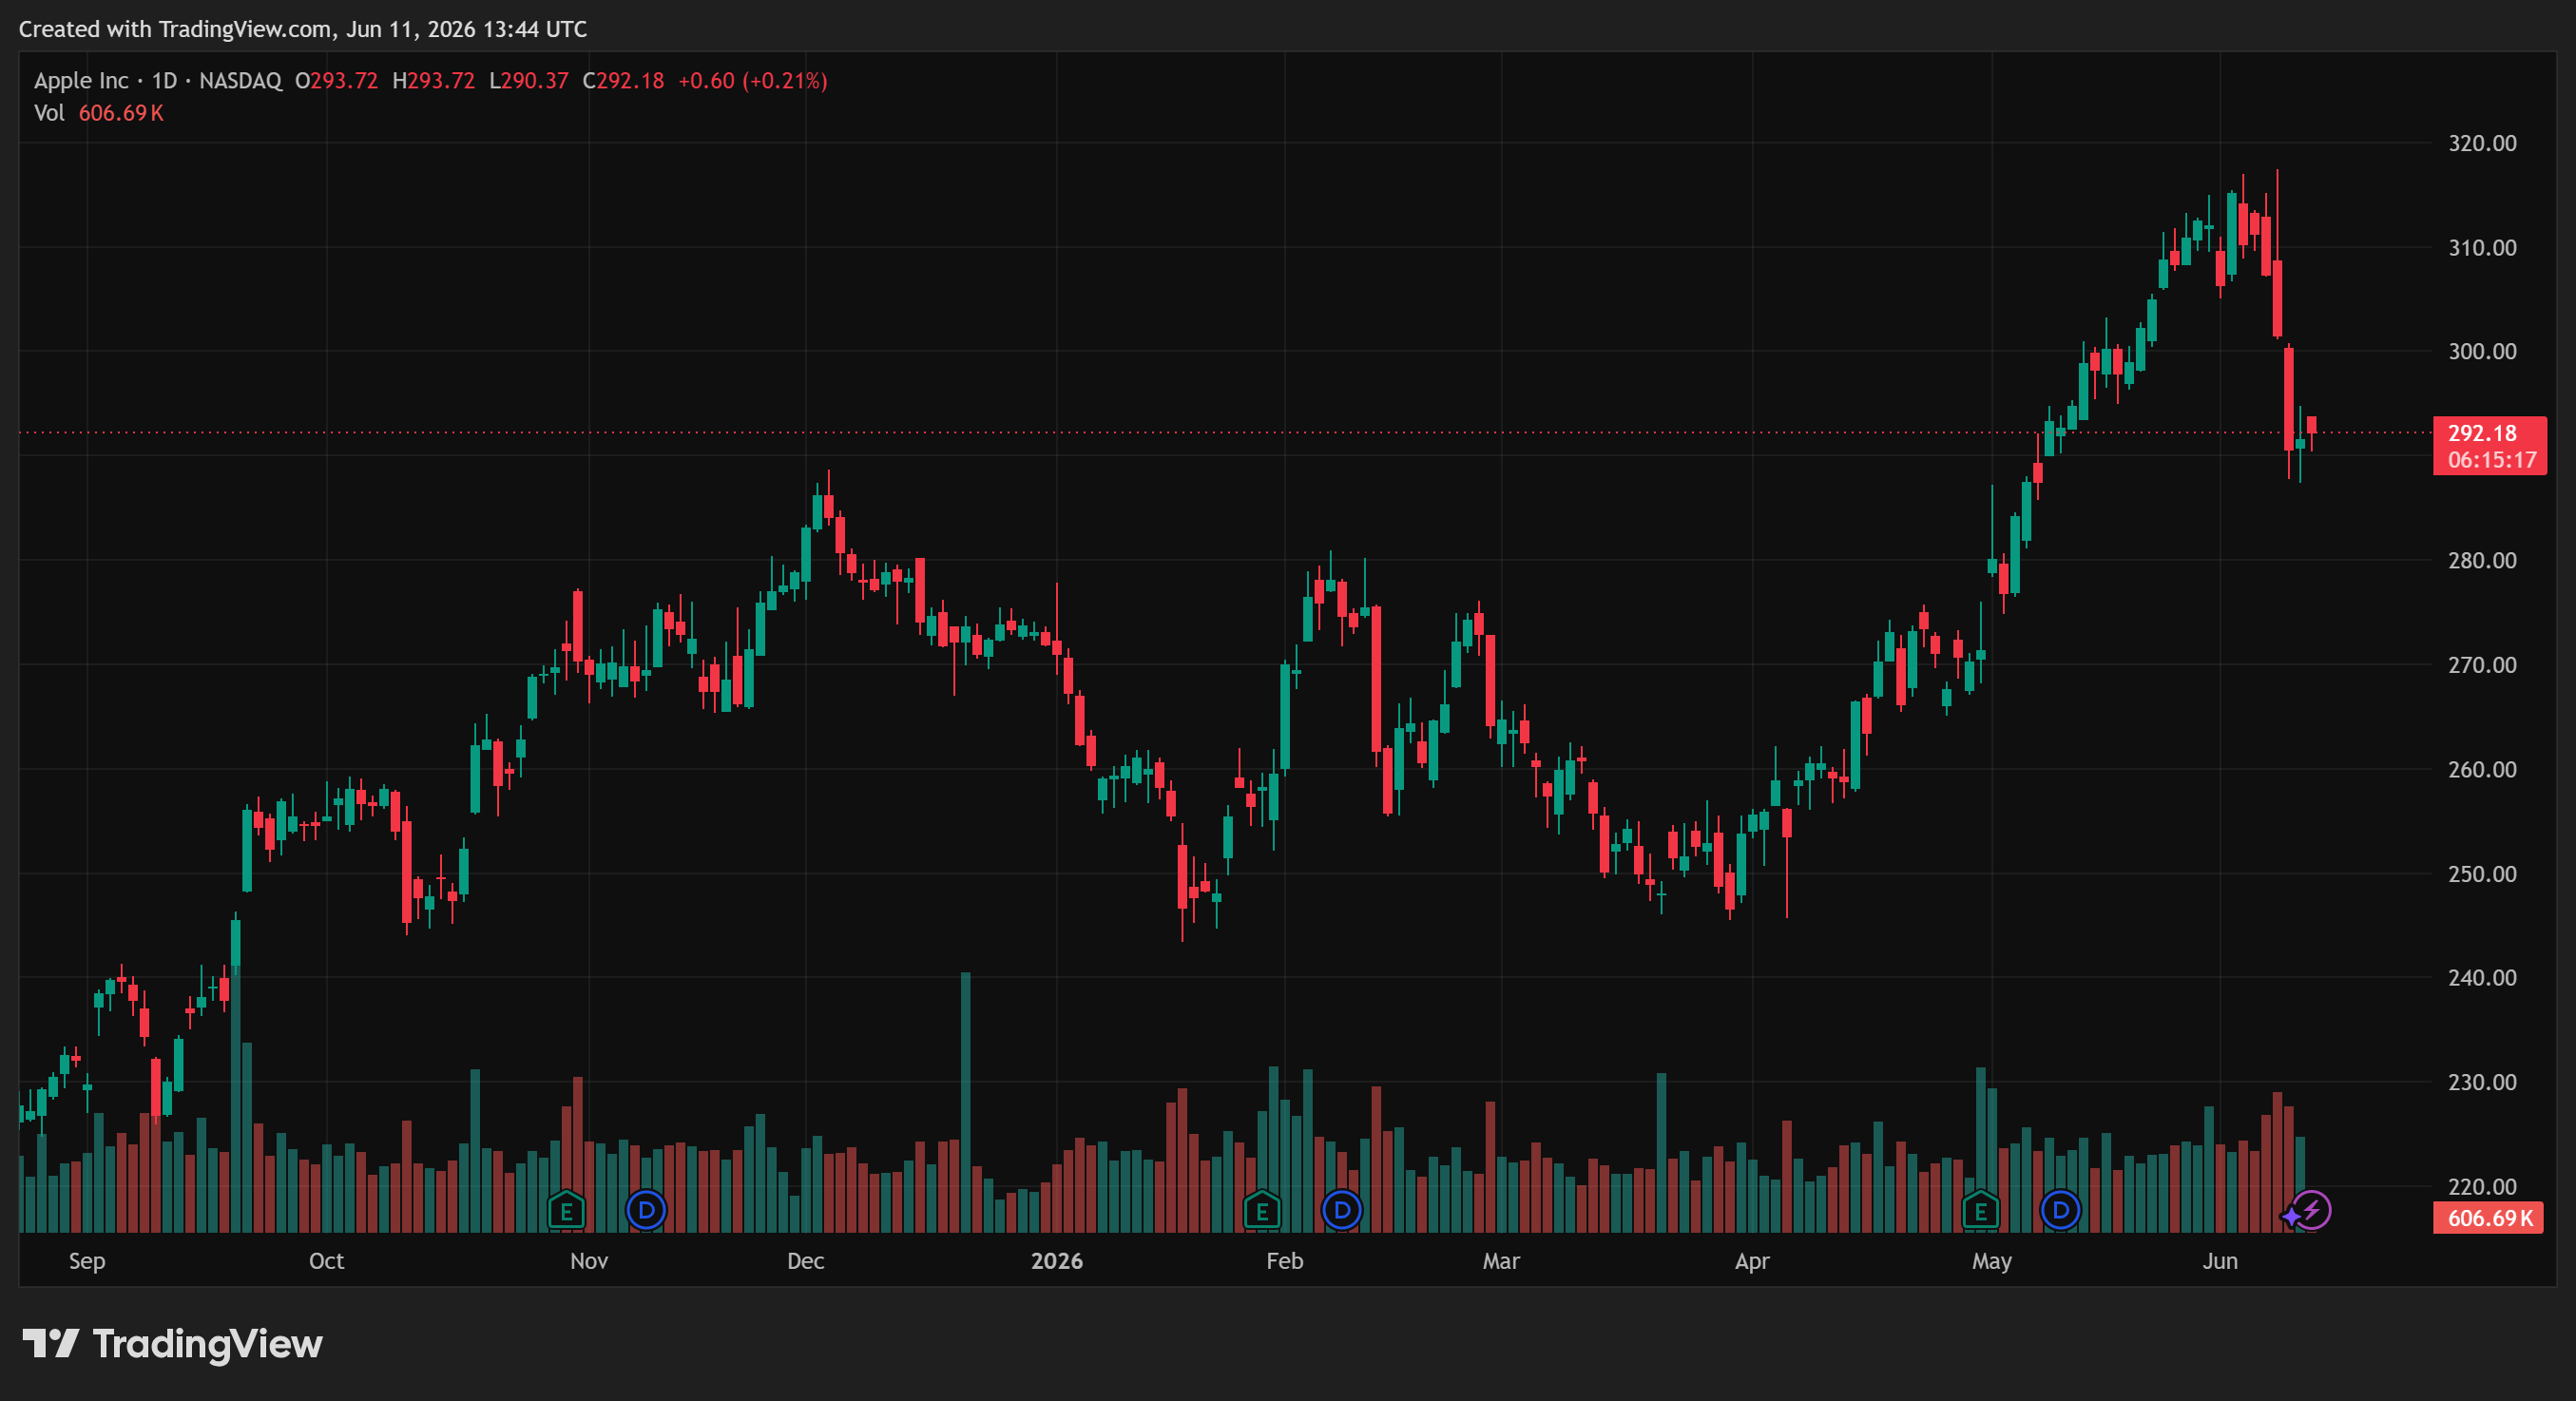 Created with TradingView.com, Jun 11, 2026 13:44 UTC
Apple Inc · 1D · NASDAQ O293.72 H293.72 L290.37 C292.18 +0.60 (+0.21%)
Vol 606.69K
320.00
310.00
300.00
292.18
06:15:17
280.00
270.00
260.00
250.00
240.00
230.00
220.00
606.69K
E D E D E D
Sep Oct Nov Dec 2026 Feb Mar Apr May Jun
TradingView